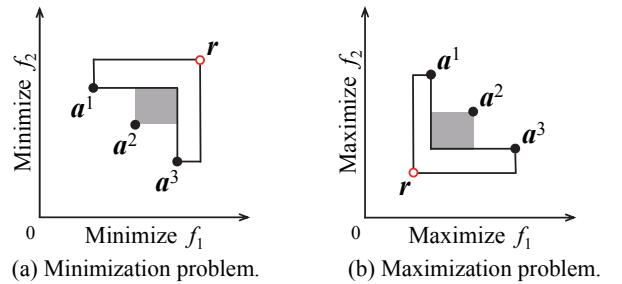 r
a1
a2
a3
Minimize f2
0
Minimize f1
(a) Minimization problem.
a1
a2
a3
r
Maximize f2
0
Maximize f1
(b) Maximization problem.